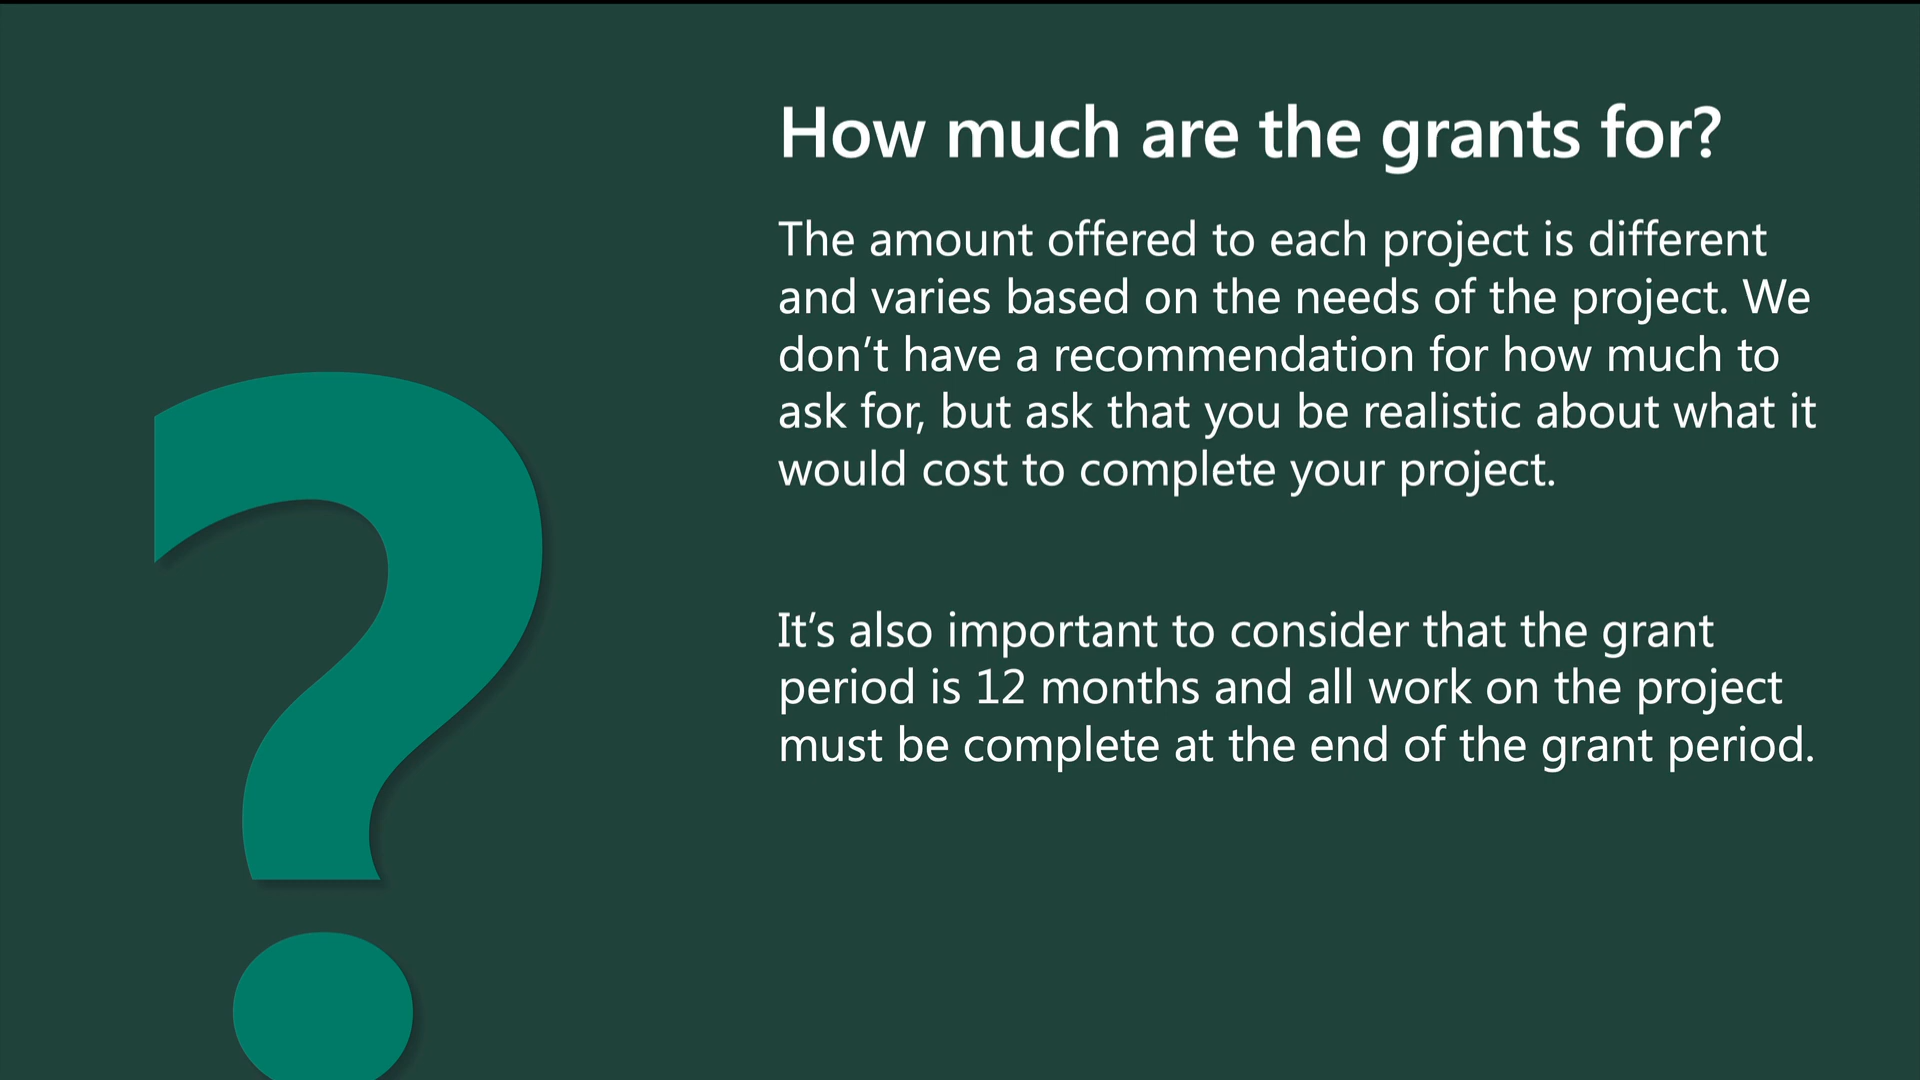 How much are the grants for?
The amount offered to each project is different
and varies based on the needs of the project. We
don’t have a recommendation for how much to
ask for, but ask that you be realistic about what it
would cost to complete your project.
It’s also important to consider that the grant
period is 12 months and all work on the project
must be complete at the end of the grant period.
?